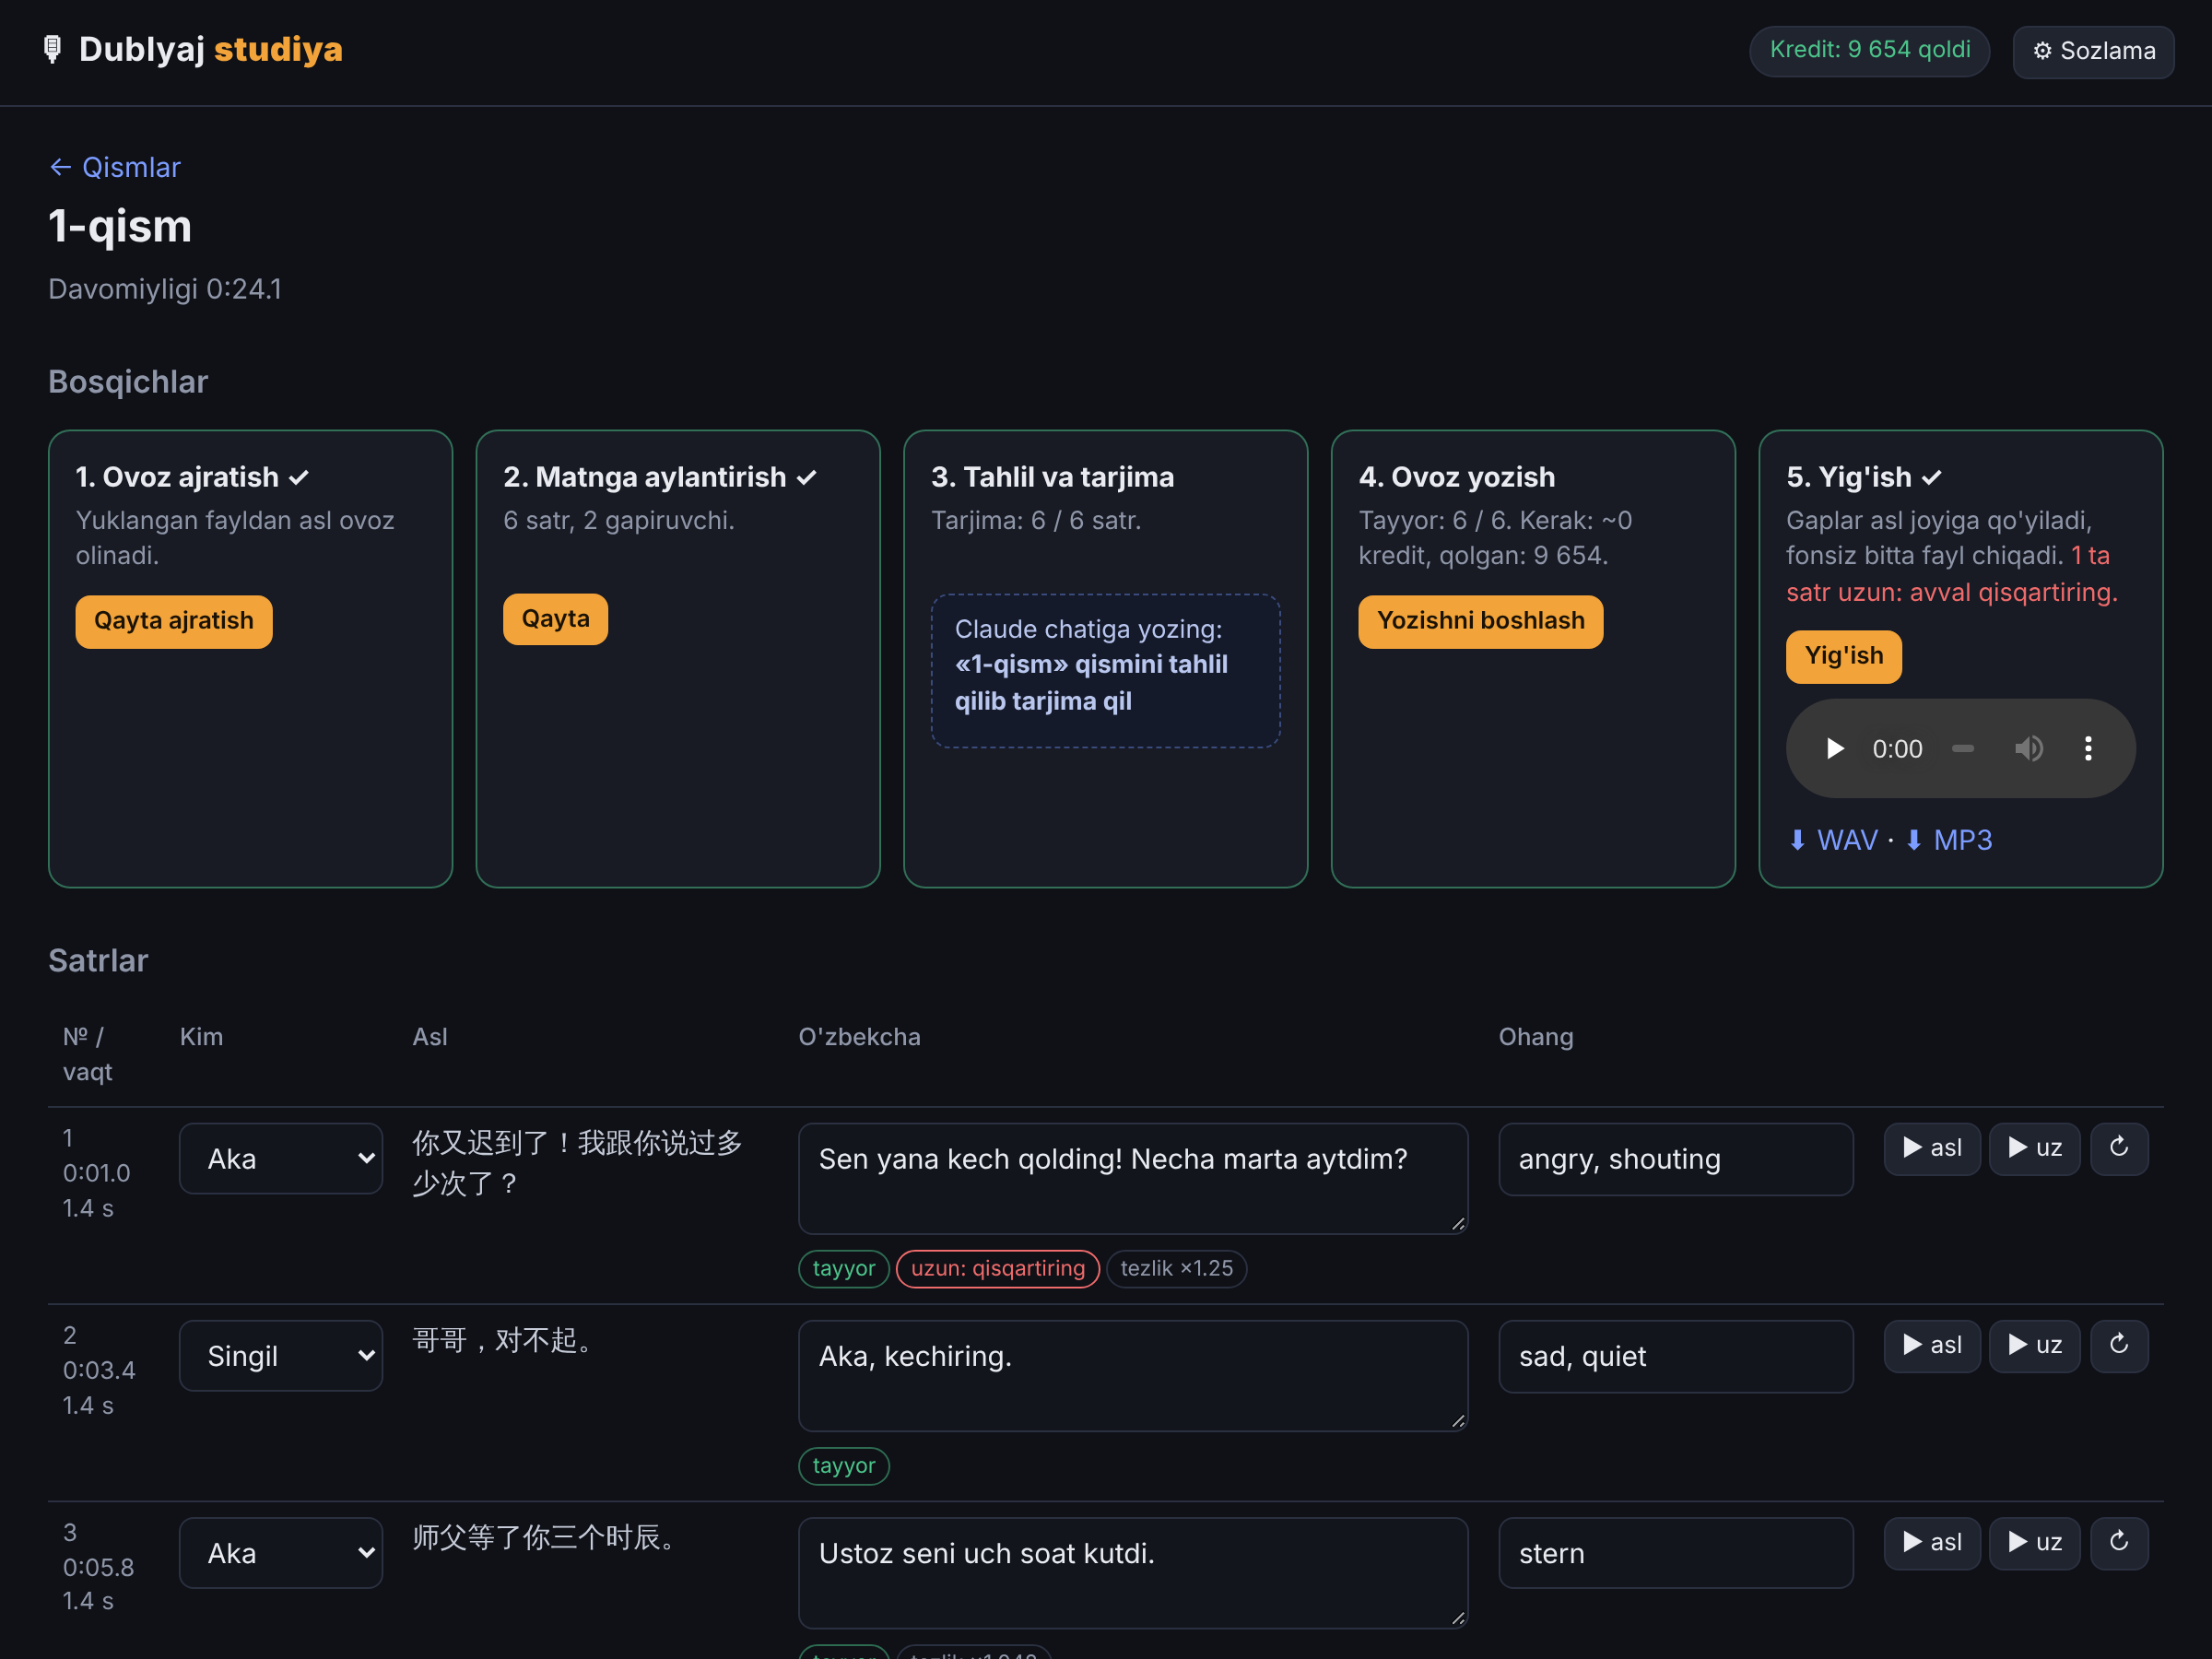 Dublyaj studiya
Kredit: 9 654 qoldi
⚙ Sozlama
← Qismlar
1-qism
Davomiyligi 0:24.1
Bosqichlar
1. Ovoz ajratish ✓
Yuklangan fayldan asl ovoz
olinadi.
Qayta ajratish
2. Matnga aylantirish ✓
6 satr, 2 gapiruvchi.
Qayta
3. Tahlil va tarjima
Tarjima: 6 / 6 satr.
Claude chatiga yozing:
«1-qism» qismini tahlil
qilib tarjima qil
4. Ovoz yozish
Tayyor: 6 / 6. Kerak: ~0
kredit, qolgan: 9 654.
Yozishni boshlash
5. Yig'ish ✓
Gaplar asl joyiga qo'yiladi,
fonsiz bitta fayl chiqadi. 1 ta
satr uzun: avval qisqartiring.
Yig'ish
0:00
⬇ WAV · ⬇ MP3
Satrlar
№ /
vaqt
Kim
Asl
O'zbekcha
Ohang
1
0:01.0
1.4 s
Aka
你又迟到了！我跟你说过多
少次了？
Sen yana kech qolding! Necha marta aytdim?
tayyor
uzun: qisqartiring
tezlik ×1.25
angry, shouting
▶ asl
▶ uz
↻
2
0:03.4
1.4 s
Singil
哥哥，对不起。
Aka, kechiring.
tayyor
sad, quiet
▶ asl
▶ uz
↻
3
0:05.8
1.4 s
Aka
师父等了你三个时辰。
Ustoz seni uch soat kutdi.
stern
▶ asl
▶ uz
↻